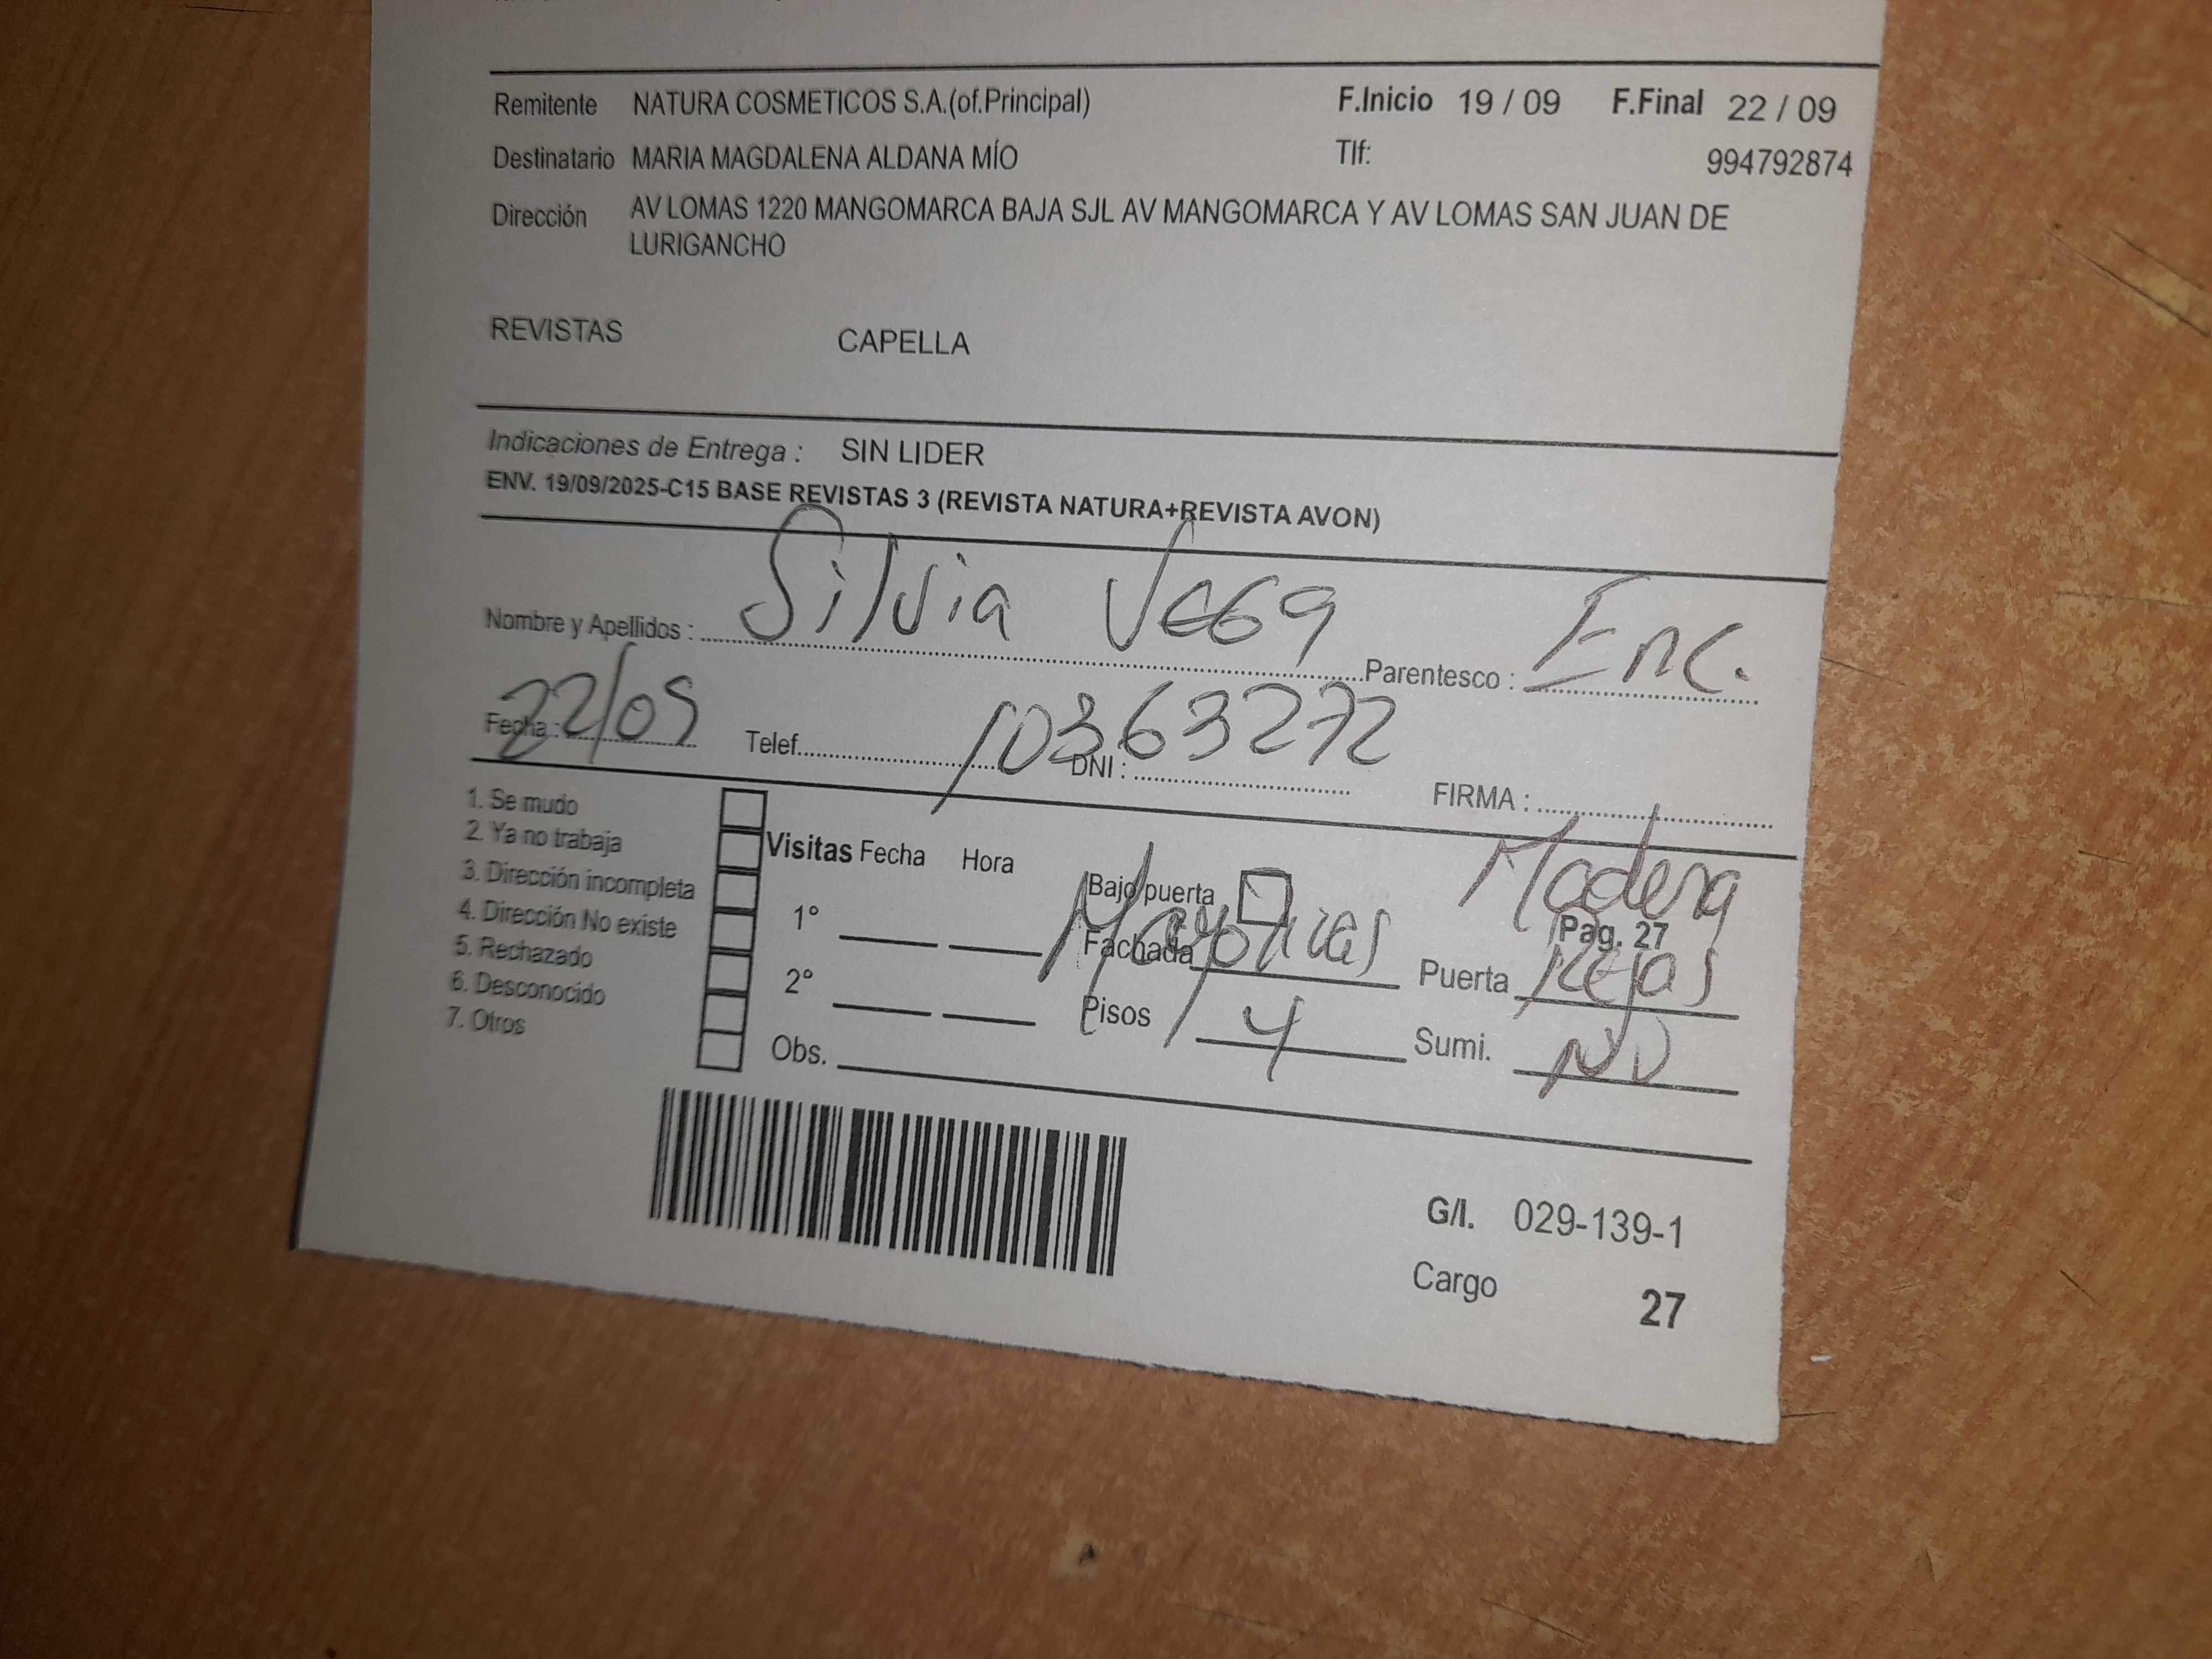 Remitente NATURA COSMETICOS S.A.(of.Principal) F.Inicio 19 / 09 F.Final 22 / 09
Destinatario MARIA MAGDALENA ALDANA MÍO Tlf: 994792874
Dirección AV LOMAS 1220 MANGOMARCA BAJA SJL AV MANGOMARCA Y AV LOMAS SAN JUAN DE
LURIGANCHO
REVISTAS CAPELLA
Indicaciones de Entrega : SIN LIDER
ENV. 19/09/2025-C15 BASE REVISTAS 3 (REVISTA NATURA+REVISTA AVON)
Nombre y Apellidos : Silvia Vega Parentesco : Enc.
Fecha : 22/09 Telef. DNI : 10363272 FIRMA :
1. Se mudo
2. Ya no trabaja
3. Dirección incompleta
4. Dirección No existe
5. Rechazado
6. Desconocido
7. Otros
Visitas Fecha Hora
1°
2°
Obs.
Bajo puerta
Fachada Mayolicas
Pisos 4
Madera
Pag. 27
Puerta Rejas
Sumi. ND
G/I. 029-139-1
Cargo 27